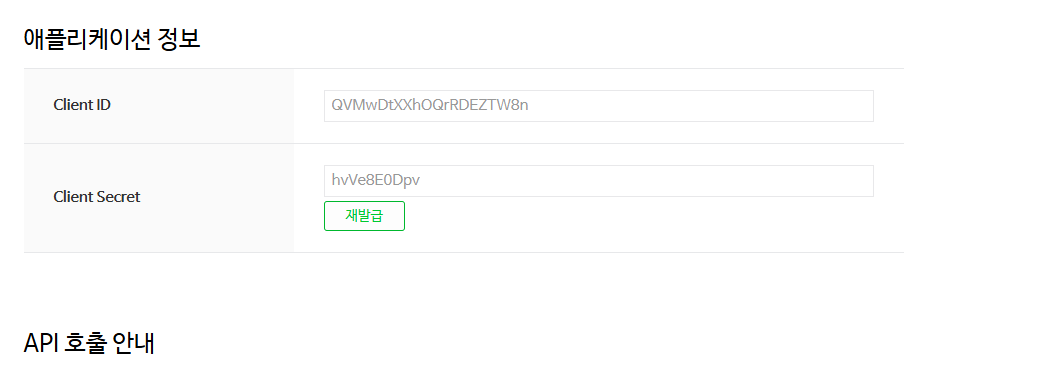 애플리케이션 정보
Client ID
QVMwDtXXhOQrRDEZTW8n
Client Secret
hvVe8E0Dpv
재발급
API 호출 안내